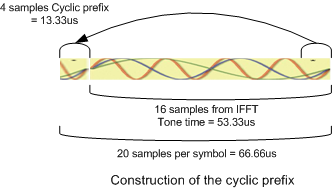 4 samples Cyclic prefix
= 13.33us
16 samples from IFFT
Tone time = 53.33us
20 samples per symbol = 66.66us
Construction of the cyclic prefix